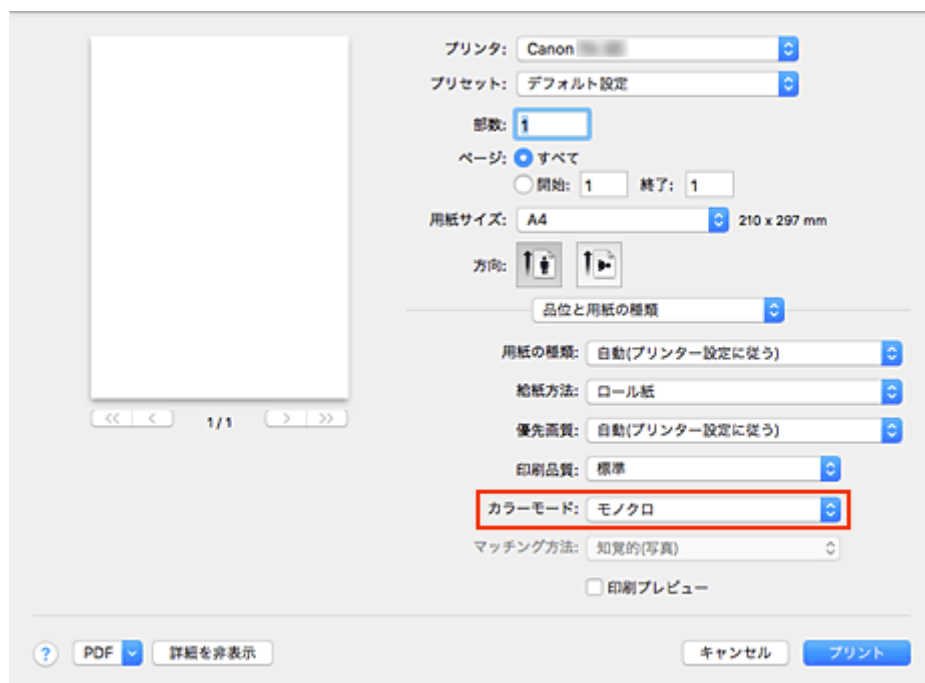 プリンタ: Canon
プリセット: デフォルト設定
部数: 1
ページ: すべて
開始: 1 終了: 1
用紙サイズ: A4 210 x 297 mm
方向:
品位と用紙の種類
用紙の種類: 自動(プリンター設定に従う)
給紙方法: ロール紙
優先画質: 自動(プリンター設定に従う)
印刷品質: 標準
カラーモード: モノクロ
マッチング方法: 知覚的(写真)
印刷プレビュー
<< < 1/1 > >>
? PDF 詳細を非表示 キャンセル プリント